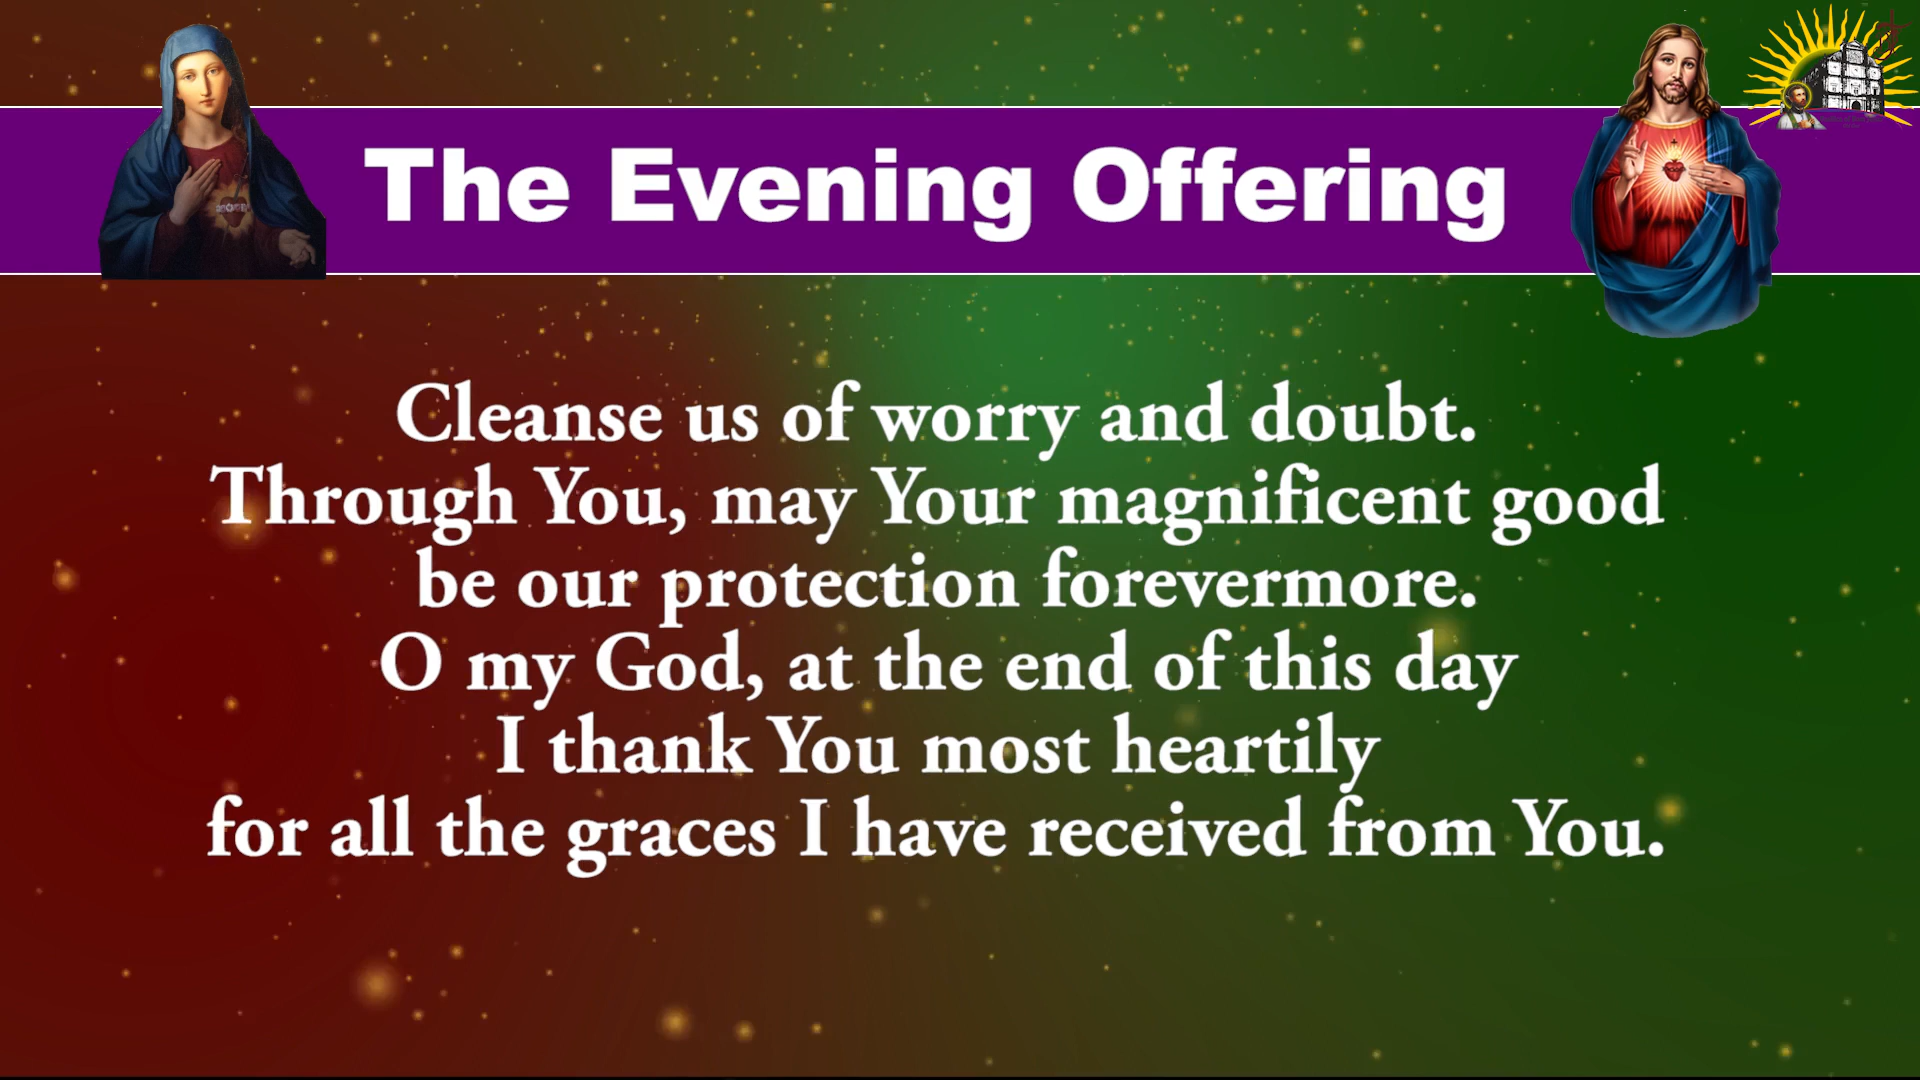 The Evening Offering
Cleanse us of worry and doubt.
Through You, may Your magnificent good
be our protection forevermore.
O my God, at the end of this day
I thank You most heartily
for all the graces I have received from You.